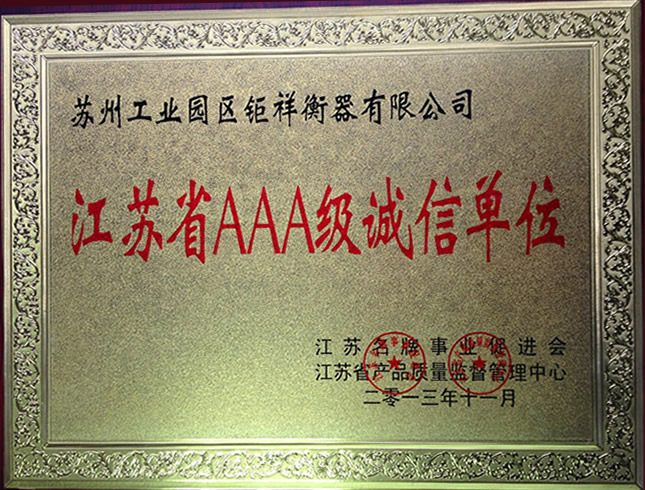 苏州工业园区钜祥衡器有限公司
江苏省AAA级诚信单位
江苏名牌事业促进会
江苏省产品质量监督管理中心
二零一三年十一月